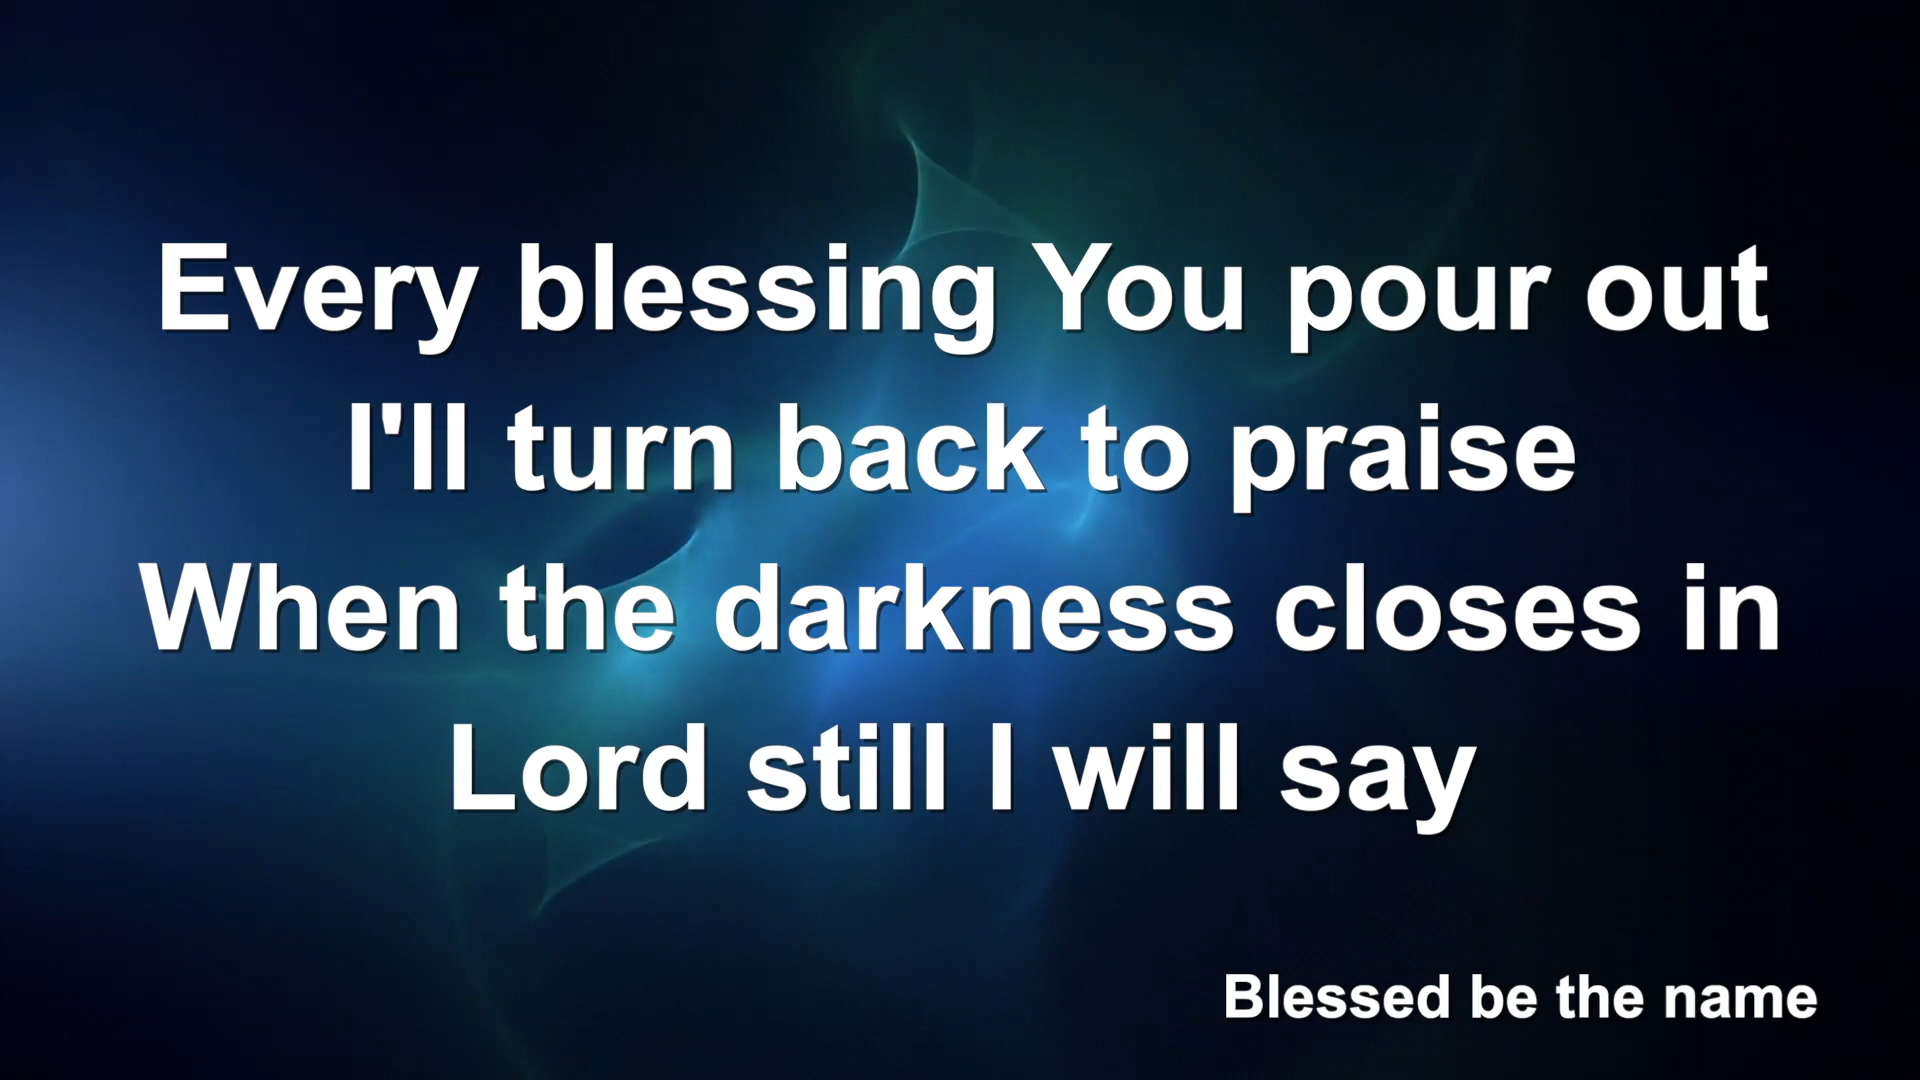 Every blessing You pour out
I'll turn back to praise
When the darkness closes in
Lord still I will say
Blessed be the name